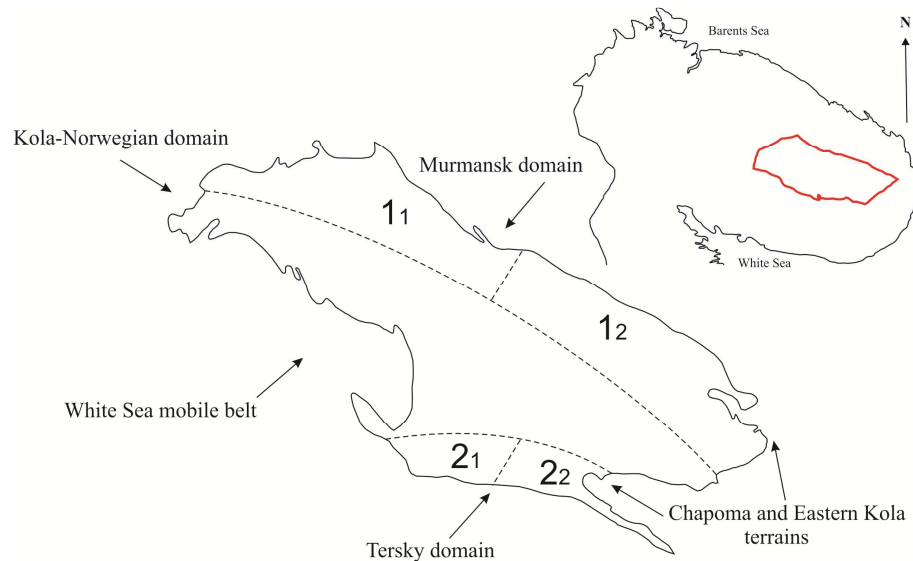 Barents Sea
N
Kola-Norwegian domain
Murmansk domain
1₁
White Sea
1₂
White Sea mobile belt
2₁
2₂
Chapoma and Eastern Kola
terrains
Tersky domain